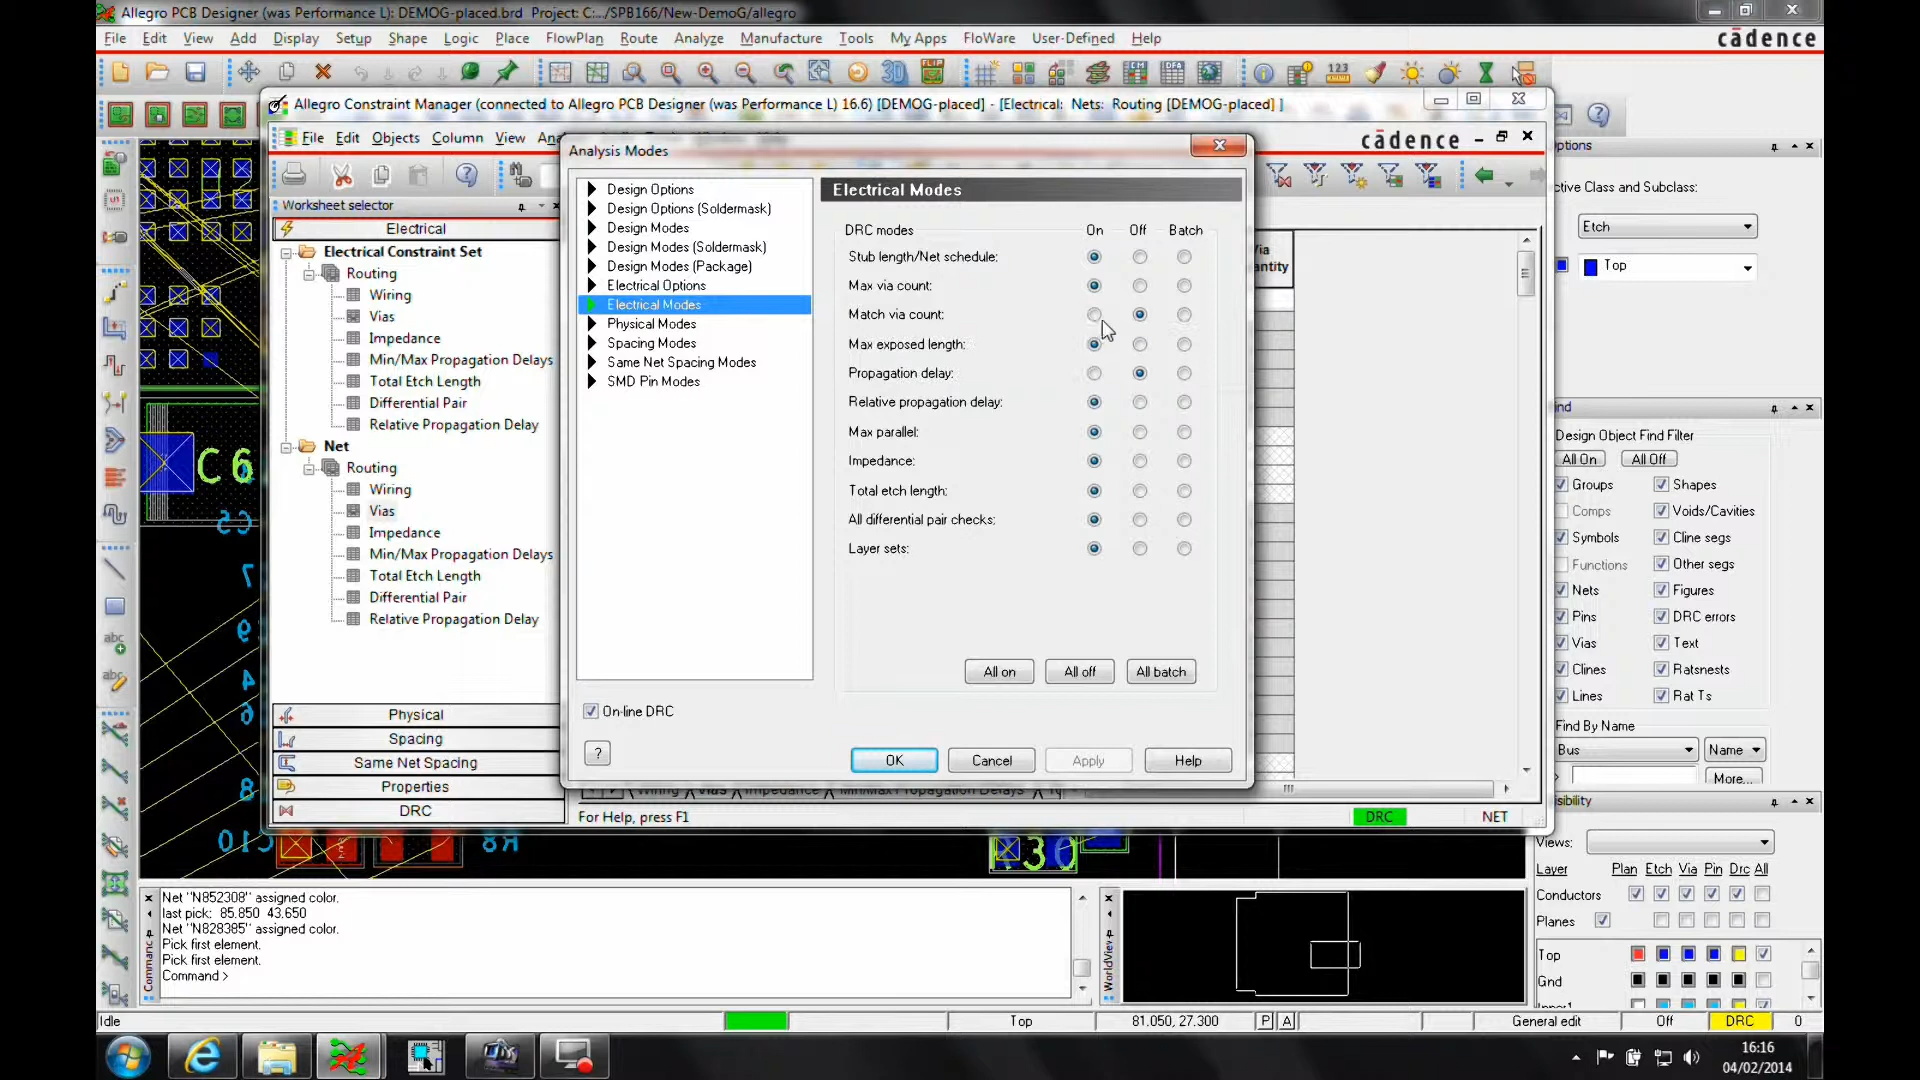 Allegro PCB Designer (was Performance L): DEMOG-placed.brd Project: C:.../SPB166/New-DemoG/allegro
File Edit View Add Display Setup Shape Logic Place FlowPlan Route Analyze Manufacture Tools My Apps FloWare User-Defined Help
cādence
Allegro Constraint Manager (connected to Allegro PCB Designer (was Performance L) 16.6) [DEMOG-placed] - [Electrical: Nets: Routing [DEMOG-placed] ]
File Edit Objects Column View
cādence
Worksheet selector
Electrical
Electrical Constraint Set
Routing
Wiring
Vias
Impedance
Min/Max Propagation Delays
Total Etch Length
Differential Pair
Relative Propagation Delay
Net
Routing
Wiring
Vias
Impedance
Min/Max Propagation Delays
Total Etch Length
Differential Pair
Relative Propagation Delay
Physical
Spacing
Same Net Spacing
Properties
DRC
Analysis Modes
Design Options
Design Options (Soldermask)
Design Modes
Design Modes (Soldermask)
Design Modes (Package)
Electrical Options
Electrical Modes
Physical Modes
Spacing Modes
Same Net Spacing Modes
SMD Pin Modes
Electrical Modes
DRC modes On Off Batch
Stub length/Net schedule:
Max via count:
Match via count:
Max exposed length:
Propagation delay:
Relative propagation delay:
Max parallel:
Impedance:
Total etch length:
All differential pair checks:
Layer sets:
All on All off All batch
On-line DRC
? OK Cancel Apply Help
For Help, press F1
DRC NET
ctive Class and Subclass:
Etch
Top
Design Object Find Filter
All On All Off
Groups Shapes
Comps Voids/Cavities
Symbols Cline segs
Functions Other segs
Nets Figures
Pins DRC errors
Vias Text
Clines Ratsnests
Lines Rat Ts
Find By Name
Bus Name
> More...
Views:
Layer Plan Etch Via Pin Drc All
Conductors
Planes
Top
Gnd
C6
C5
7
9
4
6
8
C10
R8
Net "N852308" assigned color.
last pick: 85.850 43.650
Net "N828385" assigned color.
Pick first element.
Pick first element.
Command >
WorldView
Idle Top 81.050, 27.300 P A General edit Off DRC 0
16:16
04/02/2014